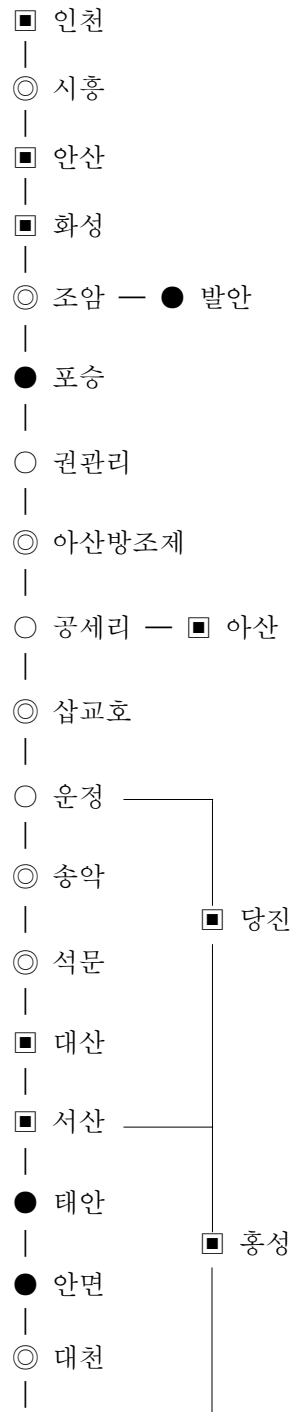 ▣ 인천
◎ 시흥
▣ 안산
▣ 화성
◎ 조암 — ● 발안
● 포승
○ 권관리
◎ 아산방조제
○ 공세리 — ▣ 아산
◎ 삽교호
○ 운정
◎ 송악
▣ 당진
◎ 석문
▣ 대산
▣ 서산
● 태안
▣ 홍성
● 안면
◎ 대천